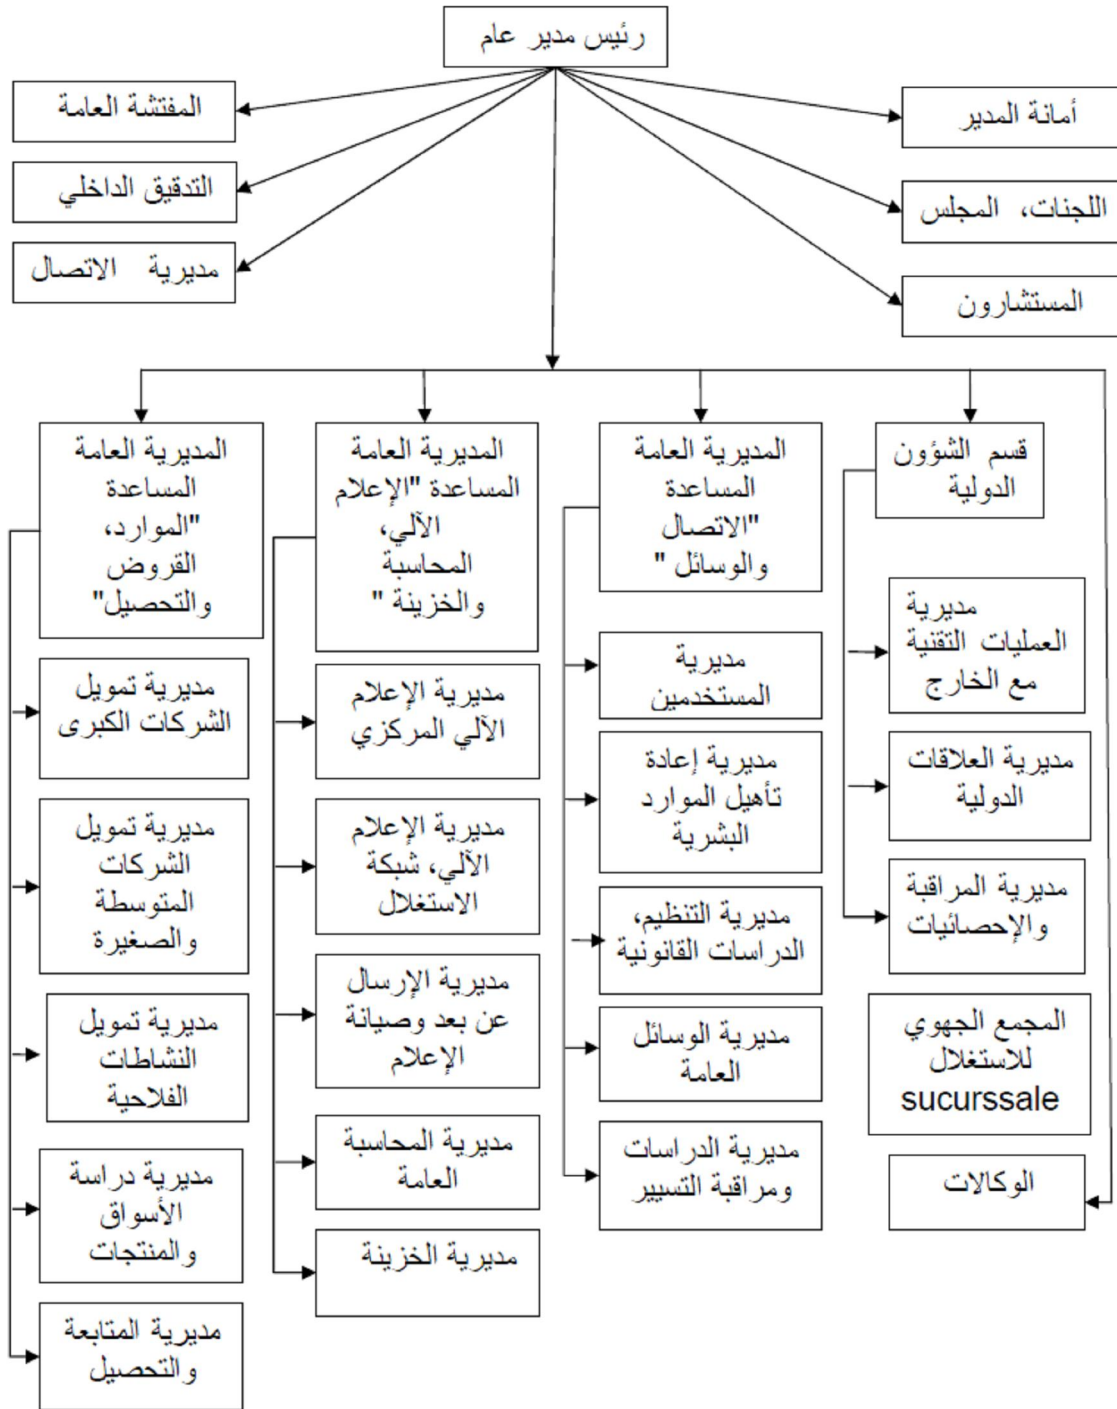 رئيس مدير عام
أمانة المدير
اللجنات، المجلس
المستشارون
المفتشة العامة
التدقيق الداخلي
مديرية الاتصال
قسم الشؤون
الدولية
مديرية
العمليات التقنية
مع الخارج
مديرية العلاقات
الدولية
مديرية المراقبة
والإحصائيات
المجمع الجهوي
للاستغلال
sucurssale
الوكالات
المديرية العامة
المساعدة
"الاتصال
والوسائل "
مديرية
المستخدمين
مديرية إعادة
تأهيل الموارد
البشرية
مديرية التنظيم،
الدراسات القانونية
مديرية الوسائل
العامة
مديرية الدراسات
ومراقبة التسيير
المديرية العامة
المساعدة "الإعلام
الآلي،
المحاسبة
والخزينة "
مديرية الإعلام
الآلي المركزي
مديرية الإعلام
الآلي، شبكة
الاستغلال
مديرية الإرسال
عن بعد وصيانة
الإعلام
مديرية المحاسبة
العامة
مديرية الخزينة
المديرية العامة
المساعدة
"الموارد،
القروض
والتحصيل"
مديرية تمويل
الشركات الكبرى
مديرية تمويل
الشركات
المتوسطة
والصغيرة
مديرية تمويل
النشاطات
الفلاحية
مديرية دراسة
الأسواق
والمنتجات
مديرية المتابعة
والتحصيل